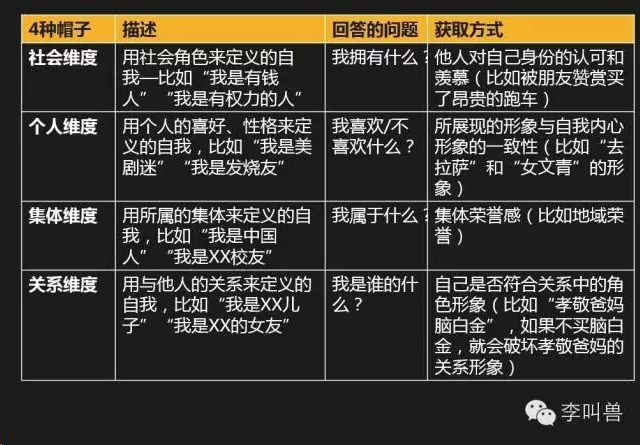 4种帽子 描述 回答的问题 获取方式
社会维度 用社会角色来定义的自 我拥有什么？ 他人对自己身份的认可和
我—比如“我是有钱 羡慕（比如被朋友赞赏买
人”“我是有权力的人” 了昂贵的跑车）
个人维度 用个人的喜好、性格来定 我喜欢/不 所展现的形象与自我内心
义的自我，比如“我是美 喜欢什么？ 形象的一致性（比如“去
剧迷”“我是发烧友” 拉萨”和“女文青”的形
象）
集体维度 用所属的集体来定义的自 我属于什么？ 集体荣誉感（比如地域荣
我，比如“我是中国 誉）
人”“我是XX校友”
关系维度 用与他人的关系来定义的 我是谁的什 自己是否符合关系中的角
自我，比如“我是XX儿 么？ 色形象（比如“孝敬爸妈
子”“我是XX的女友” 脑白金”，如果不买脑白
金，就会破坏孝敬爸妈的
关系形象）
李叫兽